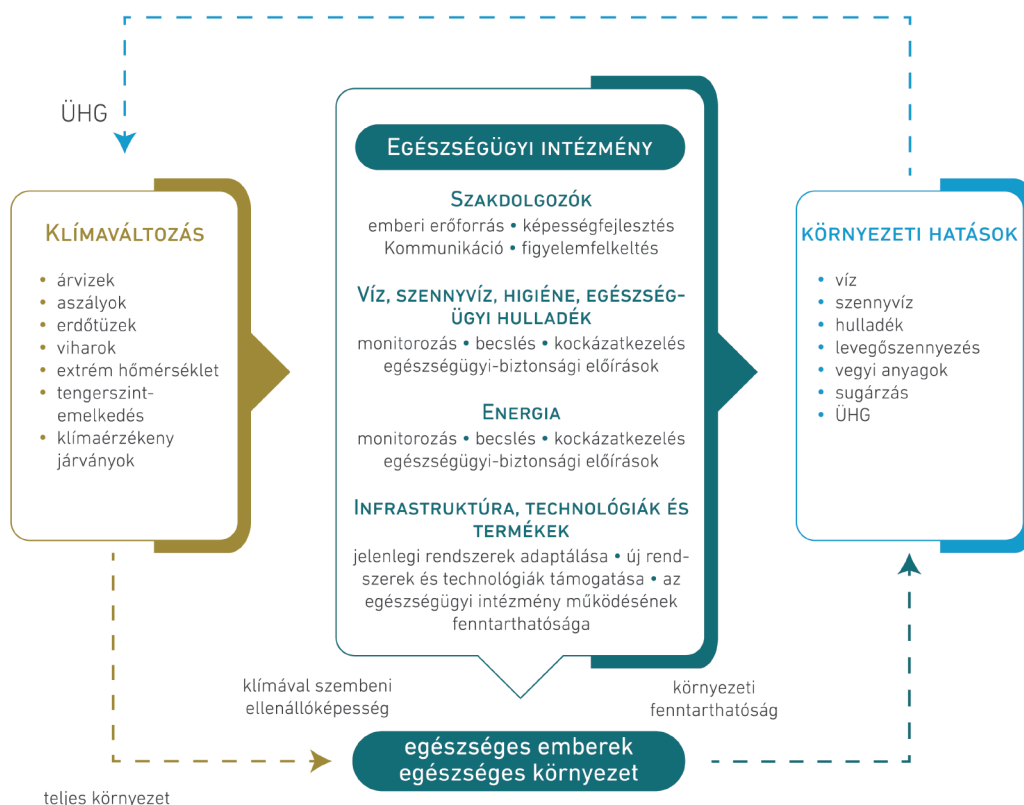 ÜHG
KLÍMAVÁLTOZÁS
• árvizek
• aszályok
• erdőtüzek
• viharok
• extrém hőmérséklet
• tengerszint-
emelkedés
• klímaérzékeny
járványok
EGÉSZSÉGÜGYI INTÉZMÉNY
SZAKDOLGOZÓK
emberi erőforrás • képességfejlesztés
Kommunikáció • figyelemfelkeltés
VÍZ, SZENNYVÍZ, HIGIÉNE, EGÉSZSÉG-
ÜGYI HULLADÉK
monitorozás • becslés • kockázatkezelés
egészségügyi-biztonsági előírások
ENERGIA
monitorozás • becslés • kockázatkezelés
egészségügyi-biztonsági előírások
INFRASTRUKTÚRA, TECHNOLÓGIÁK ÉS
TERMÉKEK
jelenlegi rendszerek adaptálása • új rend-
szerek és technológiák támogatása • az
egészségügyi intézmény működésének
fenntarthatósága
KÖRNYEZETI HATÁSOK
• víz
• szennyvíz
• hulladék
• levegőszennyezés
• vegyi anyagok
• sugárzás
• ÜHG
klímával szembeni
ellenállóképesség
környezeti
fenntarthatóság
egészséges emberek
egészséges környezet
teljes környezet